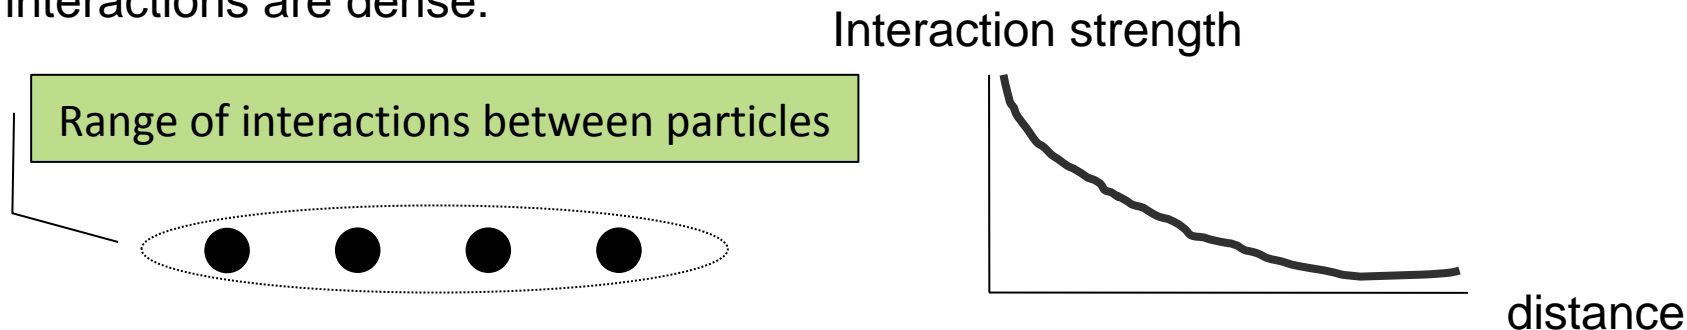 interactions are dense.
Interaction strength
Range of interactions between particles
distance